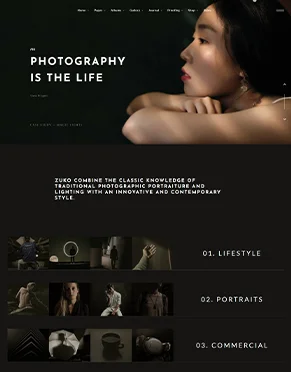 Home Pages Albums Gallery Journal Proofing Shop
PHOTOGRAPHY
IS THE LIFE
ZUKO COMBINE THE CLASSIC KNOWLEDGE OF
TRADITIONAL PHOTOGRAPHIC PORTRAITURE AND
LIGHTING WITH AN INNOVATIVE AND CONTEMPORARY
STYLE.
01. LIFESTYLE
02. PORTRAITS
03. COMMERCIAL